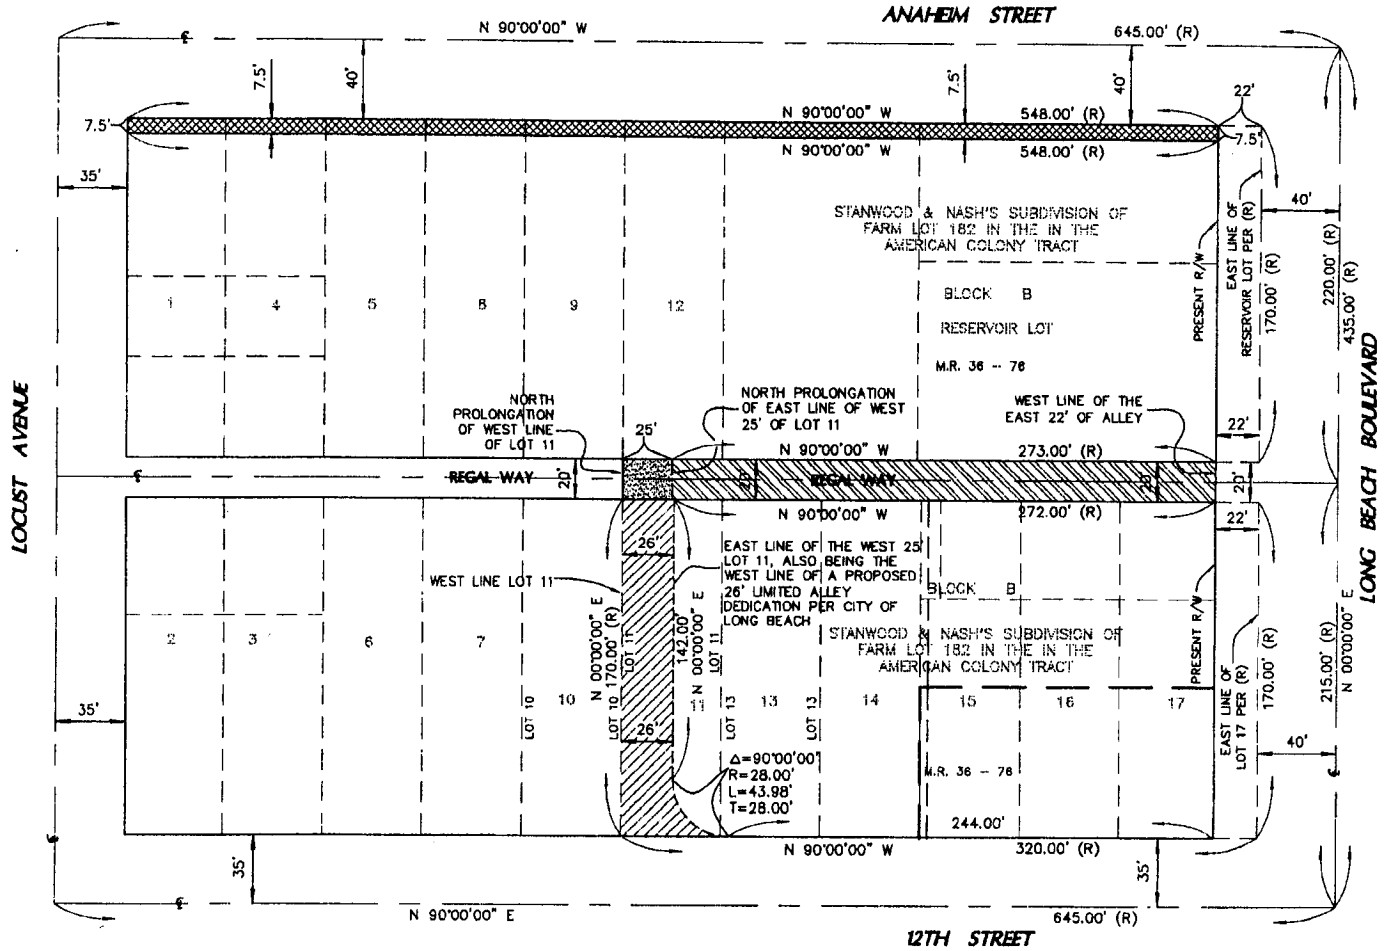 ANAHEIM STREET
N 90°00'00" W
645.00' (R)
7.5'
40'
7.5'
40'
22'
7.5'
N 90°00'00" W
548.00' (R)
7.5'
N 90°00'00" W
548.00' (R)
35'
40'
STANWOOD & NASH'S SUBDIVISION OF
FARM LOT 182 IN THE IN THE
AMERICAN COLONY TRACT
PRESENT R/W
EAST LINE OF
RESERVOIR LOT PER (R)
170.00' (R)
220.00' (R)
435.00' (R)
1
4
5
8
9
12
BLOCK B
RESERVOIR LOT
M.R. 36 -- 76
LOCUST AVENUE
LONG BEACH BOULEVARD
NORTH
PROLONGATION
OF WEST LINE
OF LOT 11
25'
NORTH PROLONGATION
OF EAST LINE OF WEST
25' OF LOT 11
WEST LINE OF THE
EAST 22' OF ALLEY
N 90°00'00" W
273.00' (R)
22'
℄
REGAL WAY
20'
20'
REGAL WAY
20'
20'
N 90°00'00" W
272.00' (R)
22'
26'
EAST LINE OF THE WEST 25'
LOT 11, ALSO BEING THE
WEST LINE OF A PROPOSED
26' LIMITED ALLEY
DEDICATION PER CITY OF
LONG BEACH
WEST LINE LOT 11
BLOCK B
STANWOOD & NASH'S SUBDIVISION OF
FARM LOT 182 IN THE IN THE
AMERICAN COLONY TRACT
N 00°00'00" E
170.00' (R)
LOT 11
142.00'
N 00°00'00" E
LOT 11
PRESENT R/W
EAST LINE OF
LOT 17 PER (R)
170.00' (R)
215.00' (R)
N 00°00'00" E
2
3
6
7
LOT 10
10
LOT 10
11
LOT 13
13
LOT 13
14
15
16
17
35'
26'
40'
Δ=90°00'00"
R=28.00'
L=43.98'
T=28.00'
M.R. 36 -- 76
244.00'
N 90°00'00" W
320.00' (R)
35'
35'
℄
N 90°00'00" E
645.00' (R)
12TH STREET